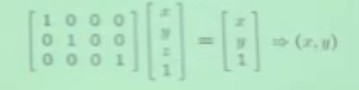 [1 0 0 0
0 1 0 0
0 0 0 1] [x
y
z
1] = [x
y
1] ⇒ (x, y)